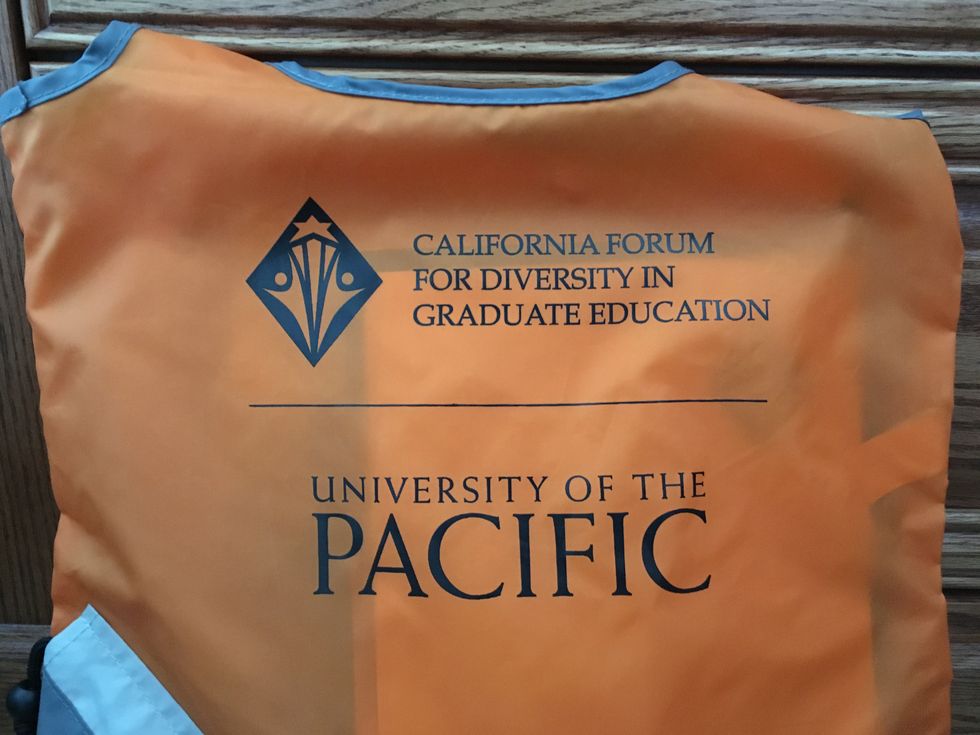 CALIFORNIA FORUM
FOR DIVERSITY IN
GRADUATE EDUCATION
UNIVERSITY OF THE
PACIFIC